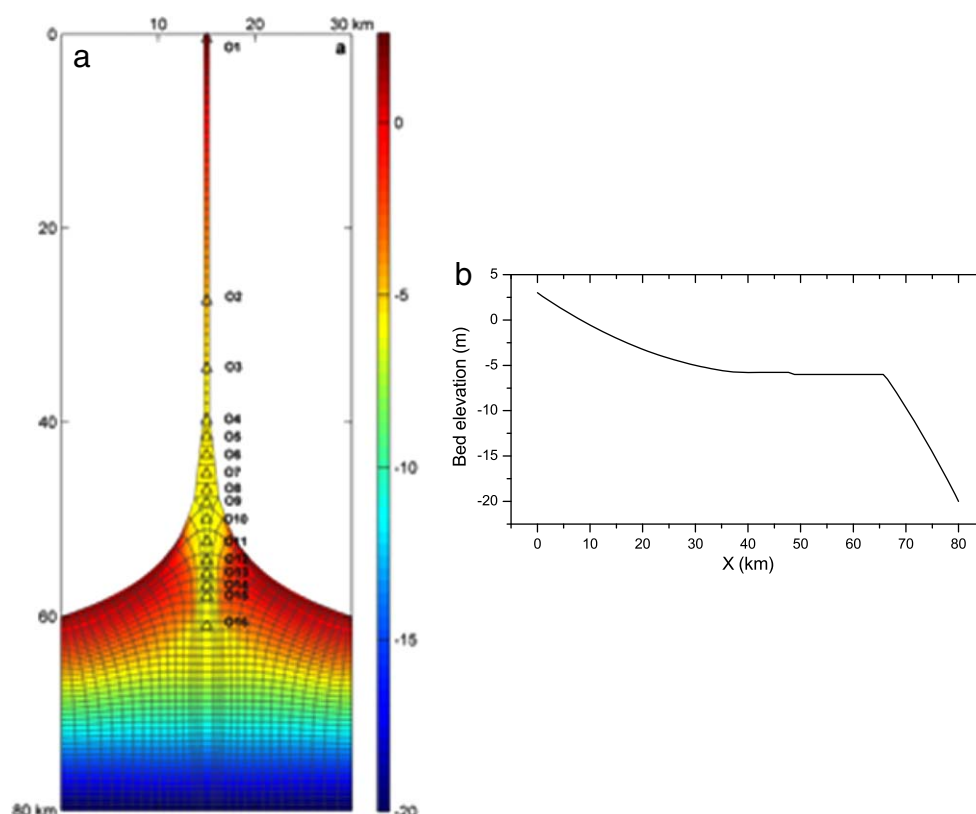 10 20 30 km
0
a
a
O1
0
20
O2
-5
O3
40
O4
O5
O6
O7
-10
O8
O9
O10
O11
O12
O13
O14
O15
60
O16
-15
80 km
-20
b
5
0
-5
-10
-15
-20
Bed elevation (m)
0 10 20 30 40 50 60 70 80
X (km)